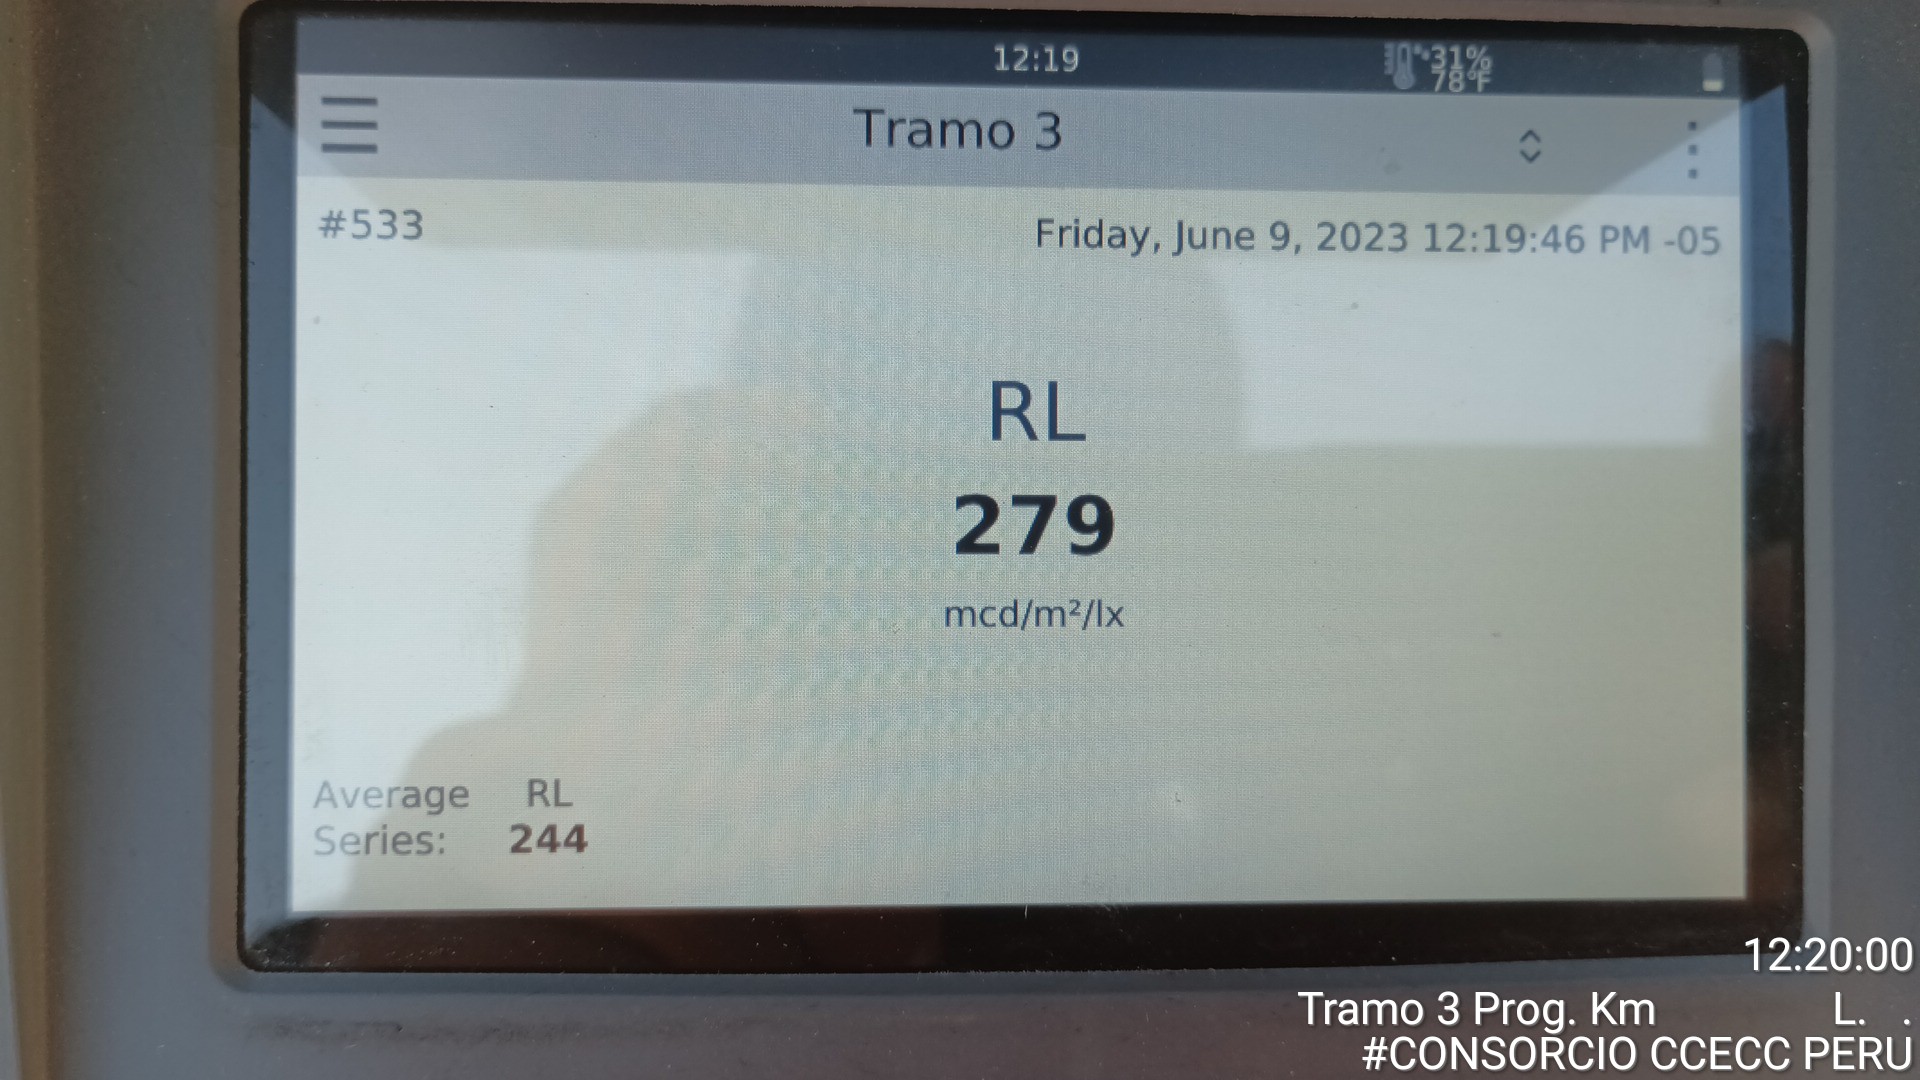 12:19
31%
78°F
Tramo 3
#533
Friday, June 9, 2023 12:19:46 PM -05
RL
279
mcd/m²/lx
Average RL
Series: 244
12:20:00
Tramo 3 Prog. Km L. .
#CONSORCIO CCECC PERU